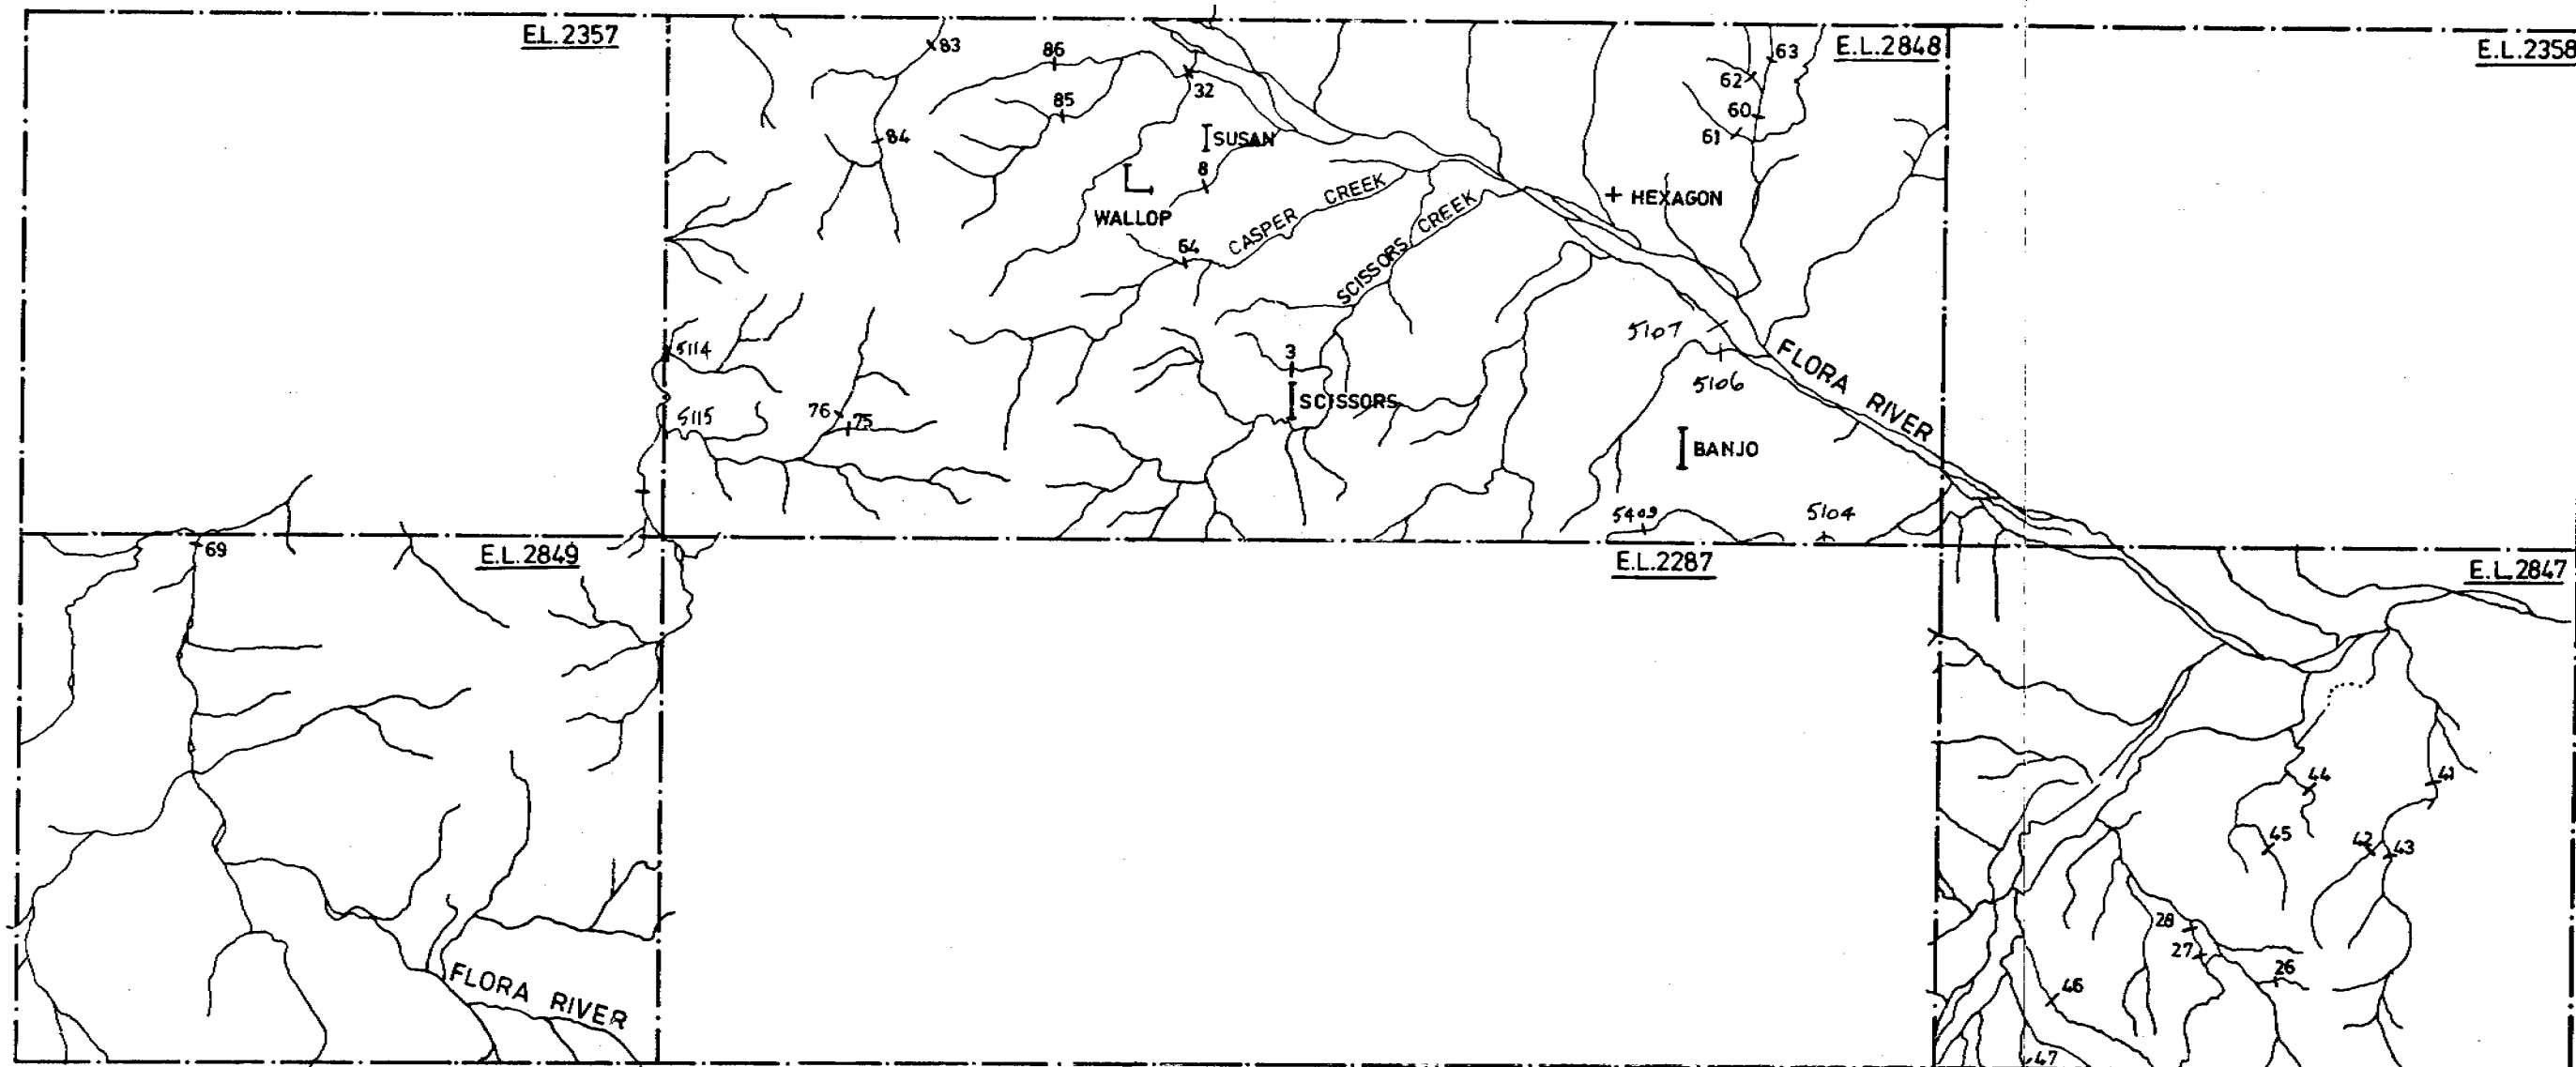 E.L.2357
E.L.2848
E.L.2358
83
86
63
62
32
85
60
84
SUSAN
61
8
CASPER CREEK
HEXAGON
WALLOP
SCISSORS CREEK
64
5107
5114
3
FLORA RIVER
5106
SCISSORS
76
75
5115
BANJO
5409
5104
69
E.L.2849
E.L.2287
E.L.2847
44
41
45
42
43
28
27
26
FLORA RIVER
46
47